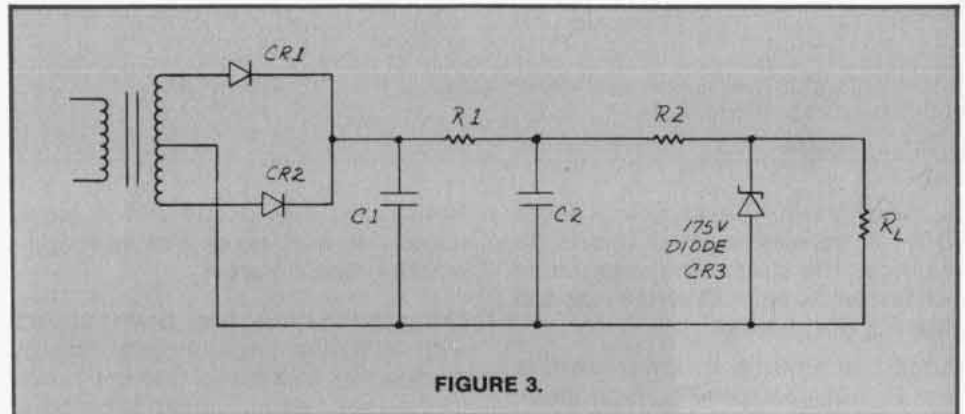 CR1
R1
R2
CR2
C1
C2
175V
DIODE
CR3
RL
FIGURE 3.